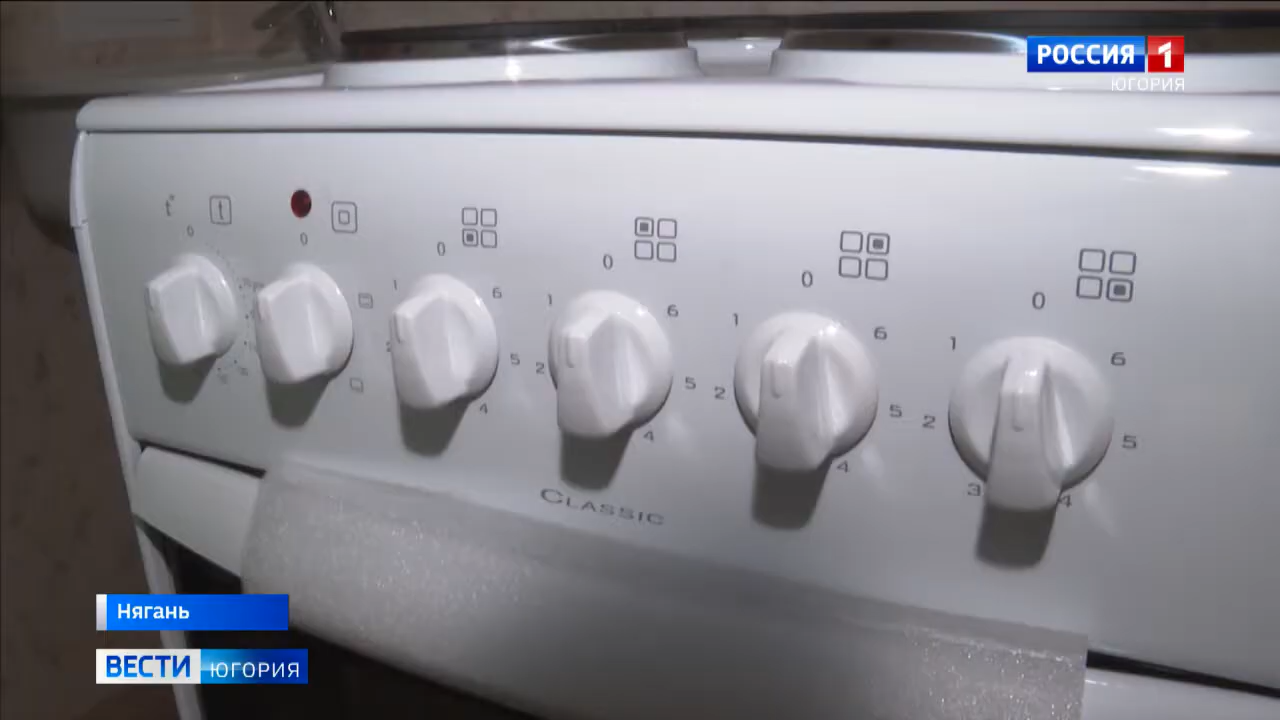 РОССИЯ 1
ЮГОРИЯ
t° t
0 0 0 0 0 0
1 6 1 6 1 6 1 6
5 2 5 2 5 2 5
4 4 4 3 4
CLASSIC
Нягань
ВЕСТИ ЮГОРИЯ